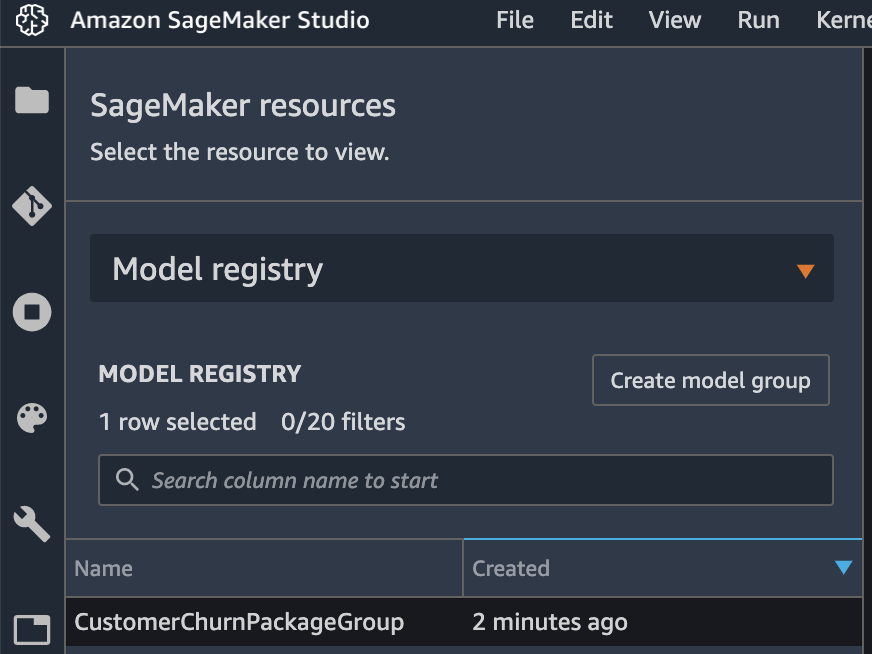 Amazon SageMaker Studio File Edit View Run Kerne
SageMaker resources
Select the resource to view.
Model registry
MODEL REGISTRY
Create model group
1 row selected 0/20 filters
Search column name to start
Name Created
CustomerChurnPackageGroup 2 minutes ago